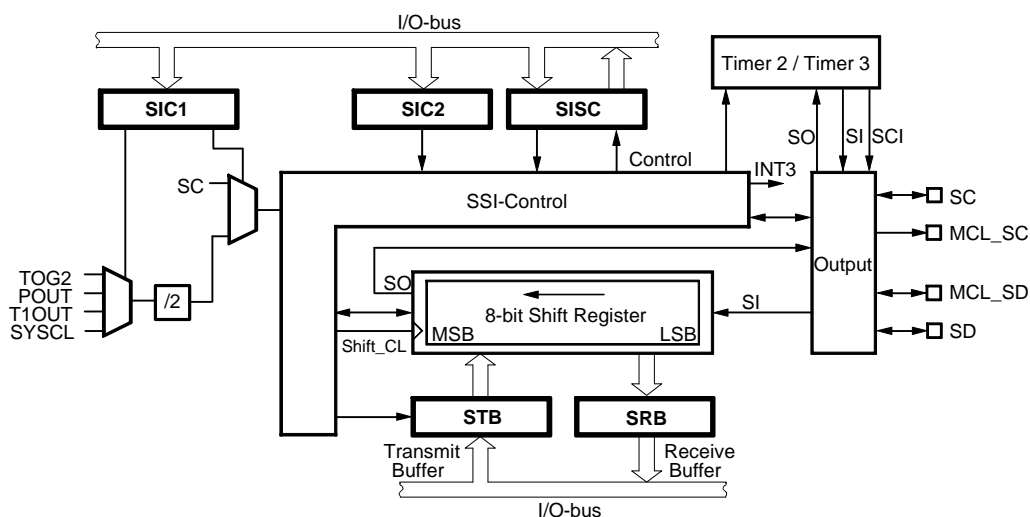 I/O-bus
Timer 2 / Timer 3
SIC1
SIC2
SISC
SO
SI
SCI
Control
INT3
SC
SSI-Control
SC
MCL_SC
Output
TOG2
POUT
T1OUT
SYSCL
/2
SO
SI
MCL_SD
8-bit Shift Register
MSB
LSB
SD
Shift_CL
STB
SRB
Transmit
Buffer
Receive
Buffer
I/O-bus